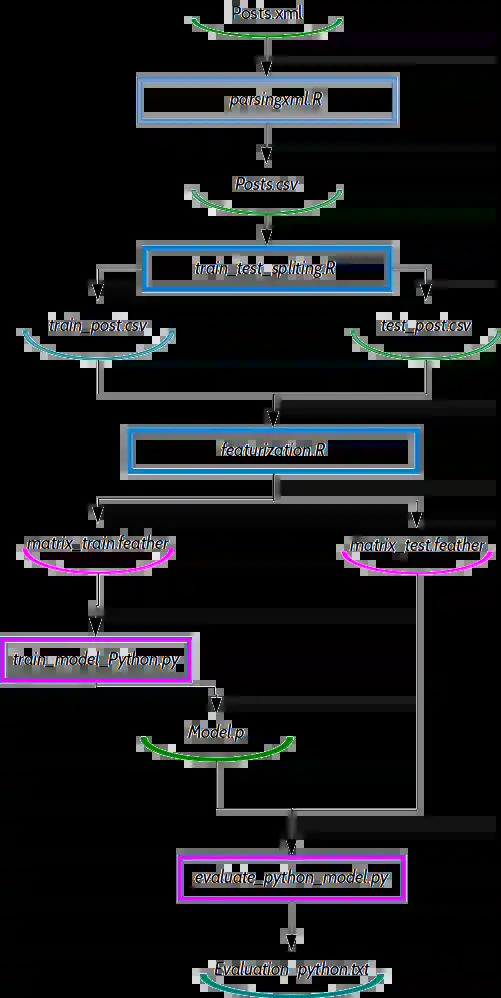 Posts.xml
parsingxml.R
Posts.csv
train_test_spliting.R
train_post.csv
test_post.csv
featurization.R
matrix_train.feather
matrix_test.feather
train_model_Python.py
Model.p
evaluate_python_model.py
Evaluation_python.txt